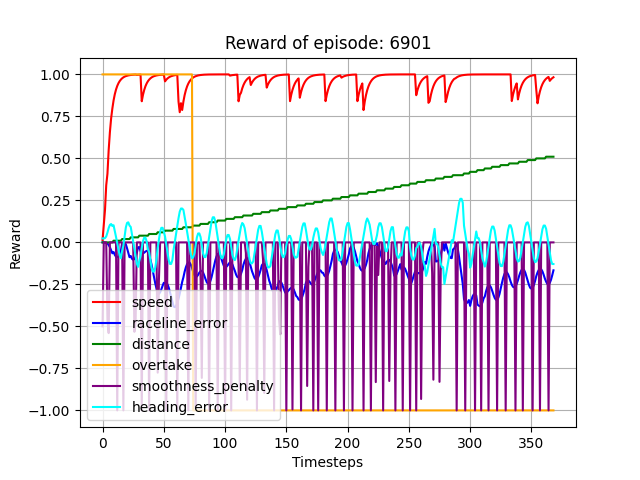 Reward of episode: 6901
Reward
1.00
0.75
0.50
0.25
0.00
−0.25
−0.50
−0.75
−1.00
speed
raceline_error
distance
overtake
smoothness_penalty
heading_error
0 50 100 150 200 250 300 350
Timesteps